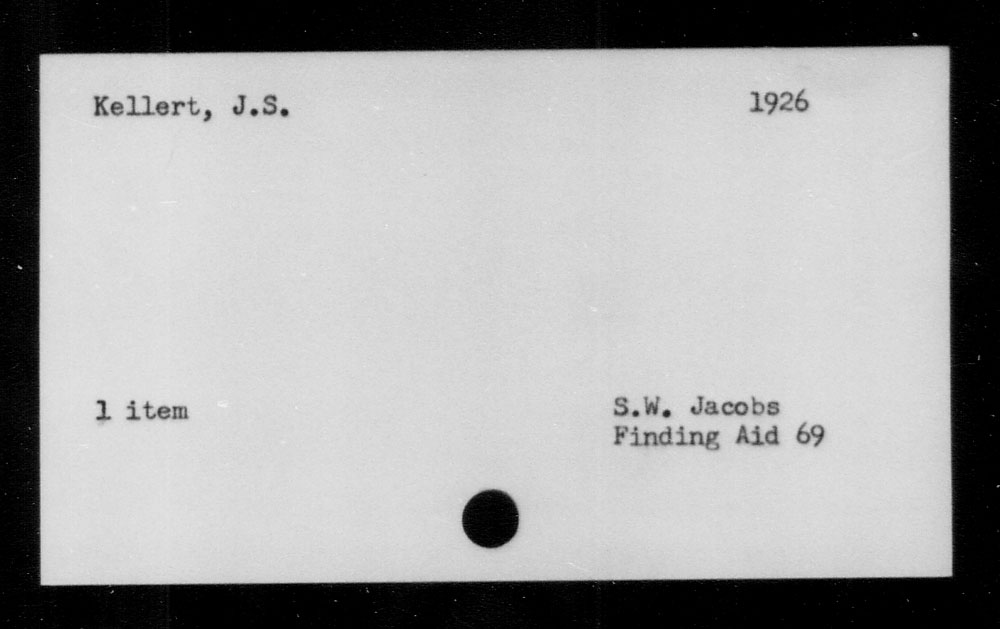 Kellert, J.S. 1926
1 item
S.W. Jacobs
Finding Aid 69